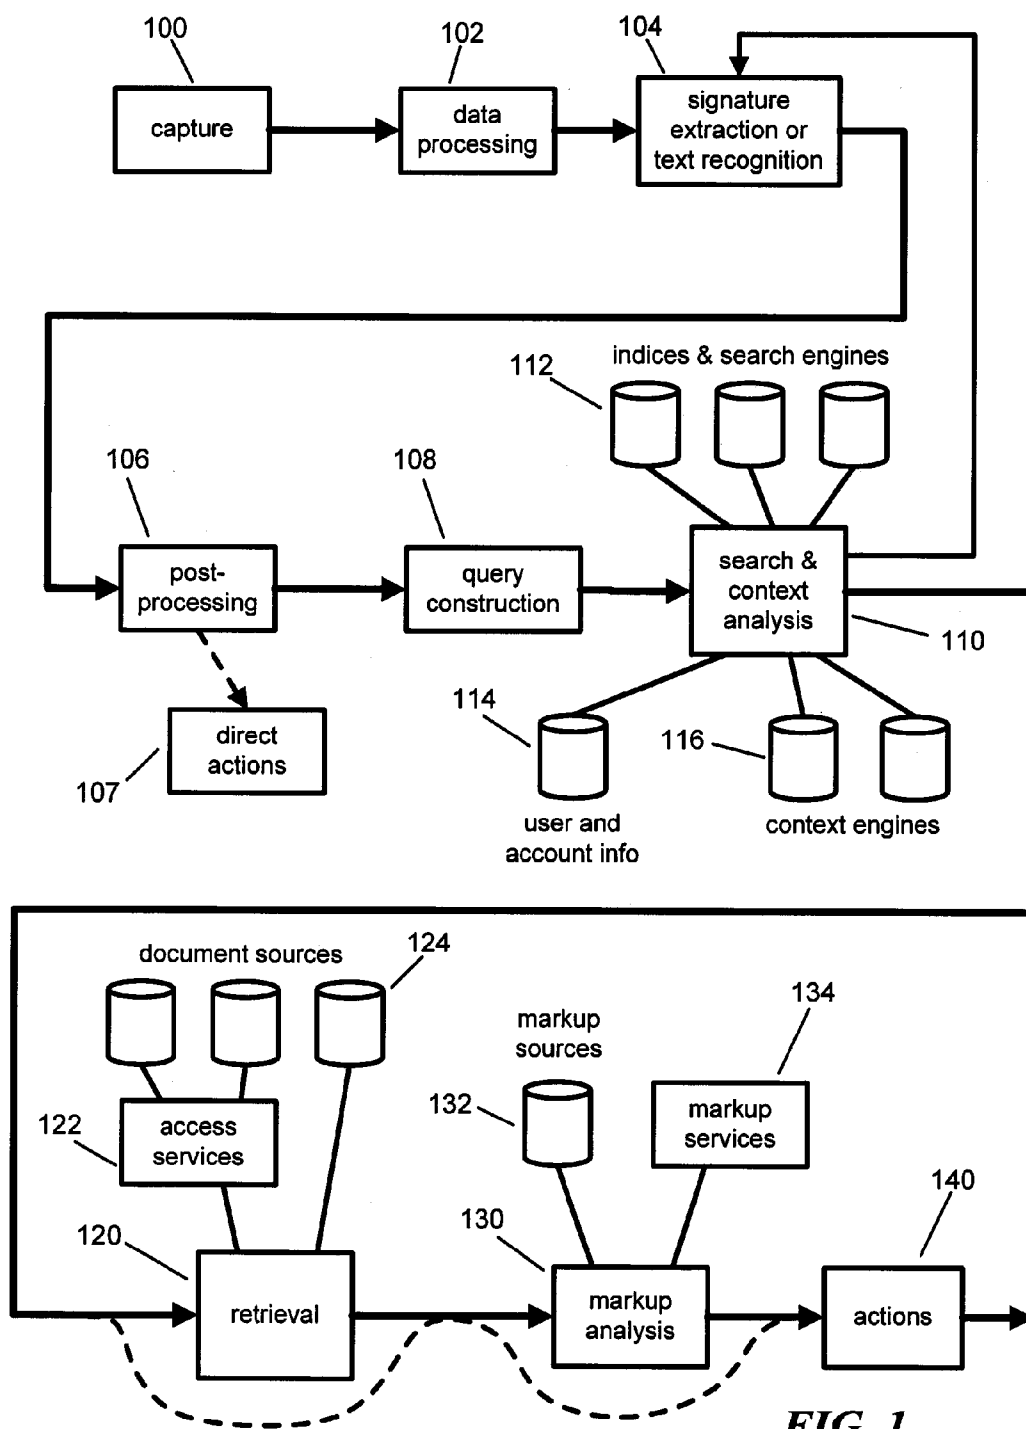 100
102
104
capture
data
processing
signature
extraction or
text recognition
indices & search engines
112
106
108
post-
processing
query
construction
search &
context
analysis
110
114
116
direct
actions
107
user and
account info
context engines
document sources
124
134
markup
sources
132
markup
services
122
access
services
140
120
130
retrieval
markup
analysis
actions
FIG. 1